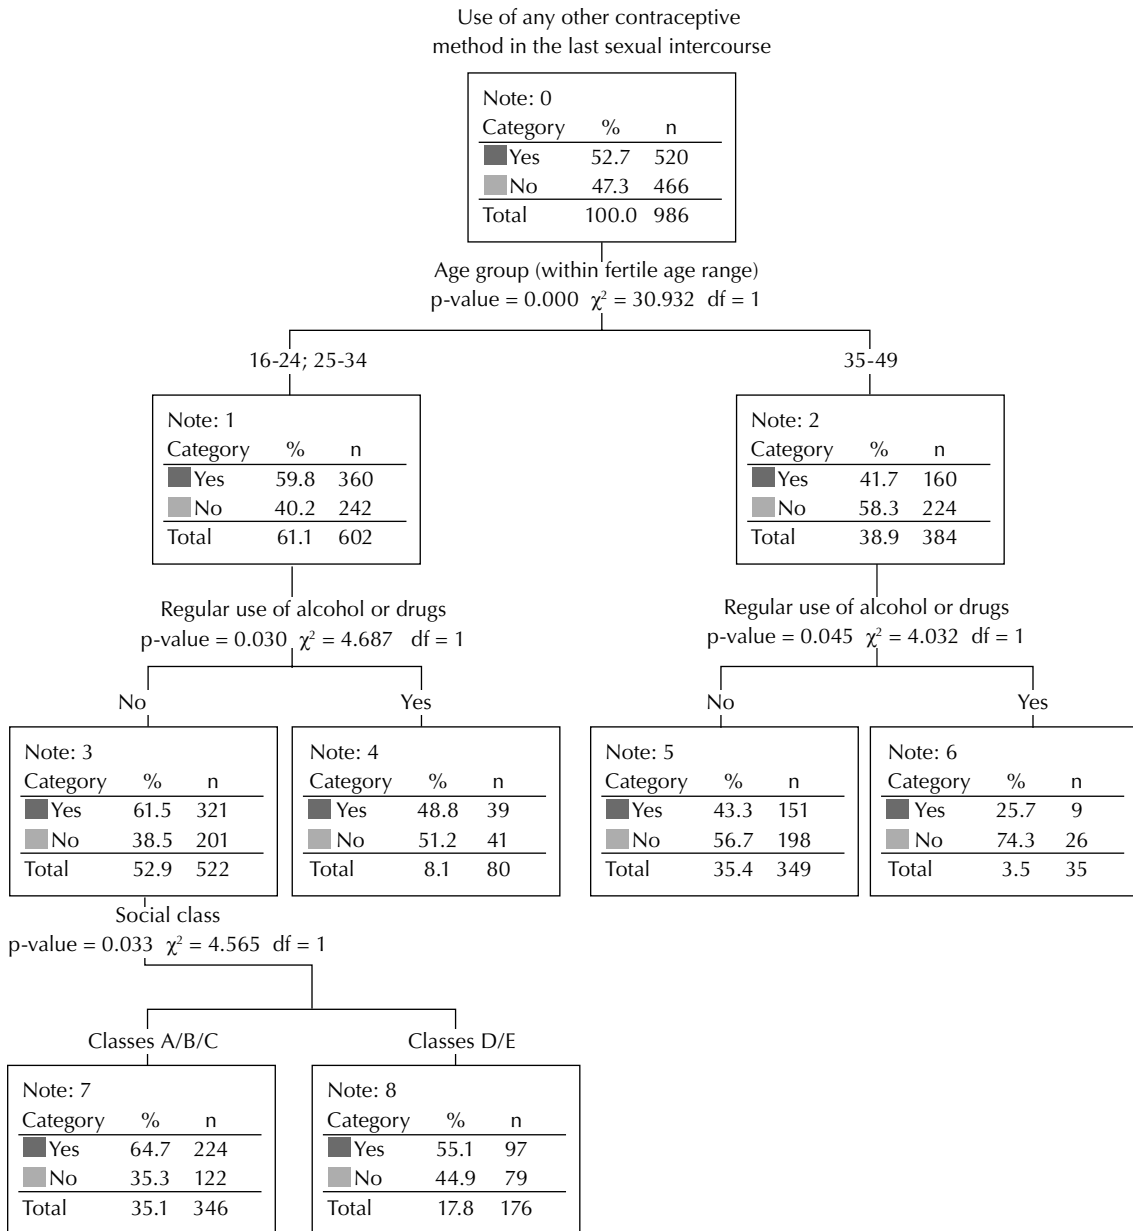 Use of any other contraceptive
method in the last sexual intercourse
Note: 0
Category % n
Yes 52.7 520
No 47.3 466
Total 100.0 986
Age group (within fertile age range)
p-value = 0.000 χ² = 30.932 df = 1
16-24; 25-34
35-49
Note: 1
Category % n
Yes 59.8 360
No 40.2 242
Total 61.1 602
Note: 2
Category % n
Yes 41.7 160
No 58.3 224
Total 38.9 384
Regular use of alcohol or drugs
p-value = 0.030 χ² = 4.687 df = 1
Regular use of alcohol or drugs
p-value = 0.045 χ² = 4.032 df = 1
No
Yes
No
Yes
Note: 3
Category % n
Yes 61.5 321
No 38.5 201
Total 52.9 522
Note: 4
Category % n
Yes 48.8 39
No 51.2 41
Total 8.1 80
Note: 5
Category % n
Yes 43.3 151
No 56.7 198
Total 35.4 349
Note: 6
Category % n
Yes 25.7 9
No 74.3 26
Total 3.5 35
Social class
p-value = 0.033 χ² = 4.565 df = 1
Classes A/B/C
Classes D/E
Note: 7
Category % n
Yes 64.7 224
No 35.3 122
Total 35.1 346
Note: 8
Category % n
Yes 55.1 97
No 44.9 79
Total 17.8 176